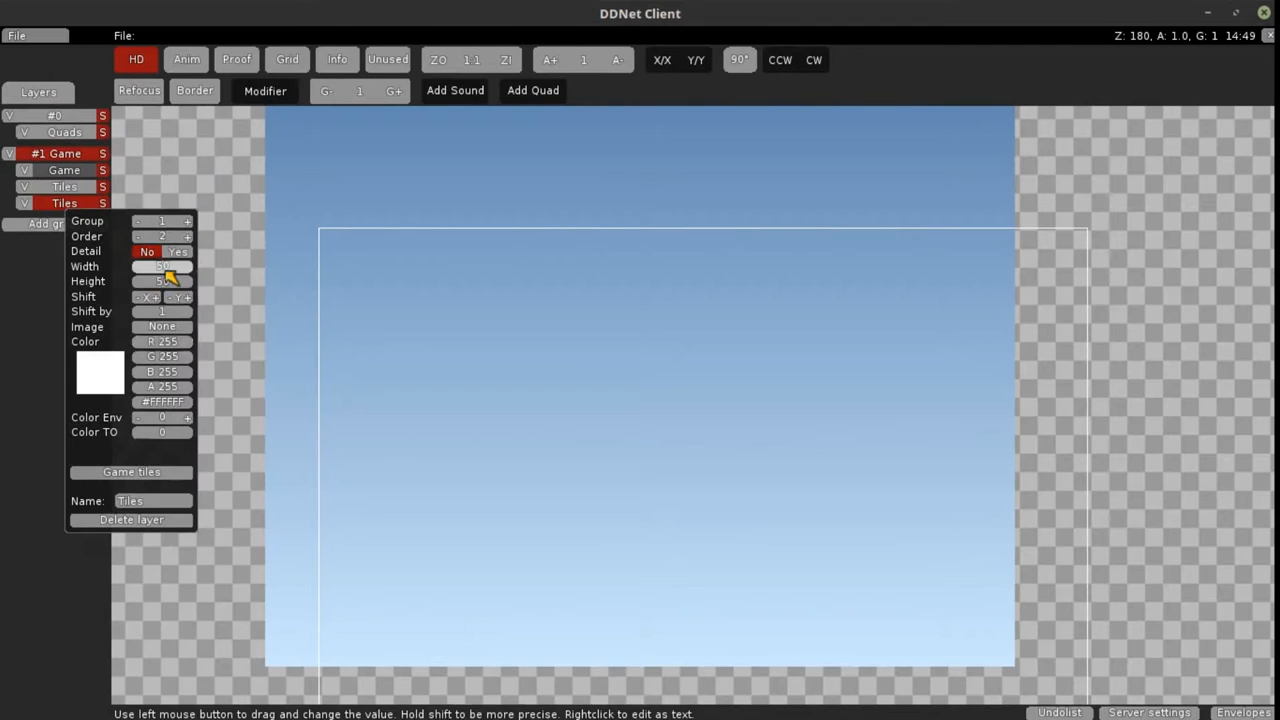 DDNet Client
File
File:
Z: 180, A: 1.0, G: 1 14:49
HD Anim Proof Grid Info Unused ZO 1:1 ZI A+ 1 A- X/X Y/Y 90° CCW CW
Layers
Refocus Border Modifier G- 1 G+ Add Sound Add Quad
V #0 S
V Quads S
V #1 Game S
V Game S
V Tiles S
V Tiles S
Group - 1 +
Order - 2 +
Detail No Yes
Width
Height
Shift - X + - Y +
Shift by 1
Image None
Color R 255
G 255
B 255
A 255
#FFFFFF
Color Env - 0 +
Color TO 0
Game tiles
Name: Tiles
Delete layer
Use left mouse button to drag and change the value. Hold shift to be more precise. Rightclick to edit as text.
Undolist Server settings Envelopes